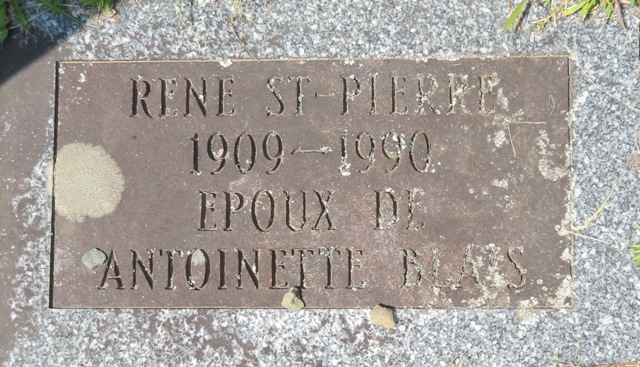 RENE ST-PIERRE
1909-1990
EPOUX DE
ANTOINETTE BLAIS